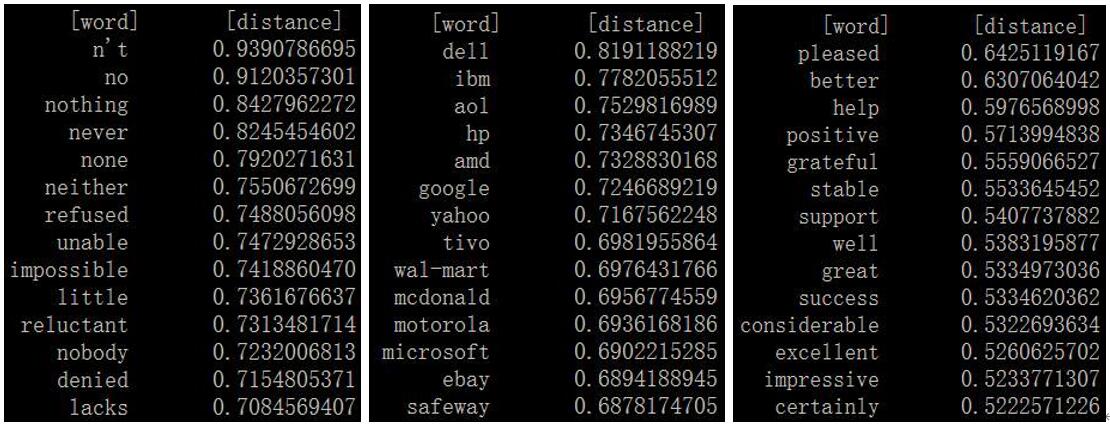 [word] [distance]
n't 0.9390786695
no 0.9120357301
nothing 0.8427962272
never 0.8245454602
none 0.7920271631
neither 0.7550672699
refused 0.7488056098
unable 0.7472928653
impossible 0.7418860470
little 0.7361676637
reluctant 0.7313481714
nobody 0.7232006813
denied 0.7154805371
lacks 0.7084569407
[word] [distance]
dell 0.8191188219
ibm 0.7782055512
aol 0.7529816989
hp 0.7346745307
amd 0.7328830168
google 0.7246689219
yahoo 0.7167562248
tivo 0.6981955864
wal-mart 0.6976431766
mcdonald 0.6956774559
motorola 0.6936168186
microsoft 0.6902215285
ebay 0.6894188945
safeway 0.6878174705
[word] [distance]
pleased 0.6425119167
better 0.6307064042
help 0.5976568998
positive 0.5713994838
grateful 0.5559066527
stable 0.5533645452
support 0.5407737882
well 0.5383195877
great 0.5334973036
success 0.5334620362
considerable 0.5322693634
excellent 0.5260625702
impressive 0.5233771307
certainly 0.5222571226